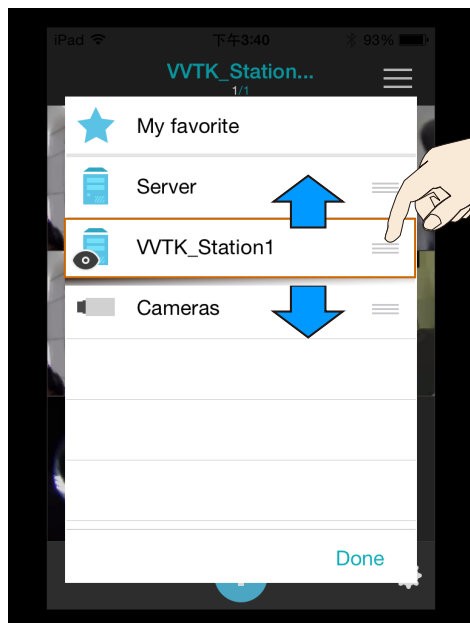 iPad 下午3:40 93%
VVTK_Station...
1/1
My favorite
Server
VVTK_Station1
Cameras
Done